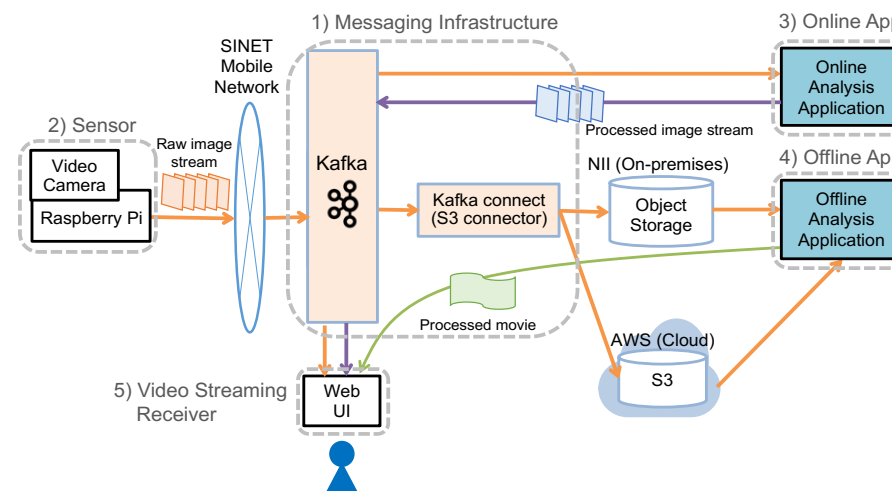 1) Messaging Infrastructure
3) Online App
SINET
Mobile
Network
Online
Analysis
Application
2) Sensor
Raw image
stream
Processed image stream
Video
Camera
Raspberry Pi
Kafka
NII (On-premises)
4) Offline Ap
Kafka connect
(S3 connector)
Object
Storage
Offline
Analysis
Application
Processed movie
AWS (Cloud)
S3
5) Video Streaming
Receiver
Web
UI